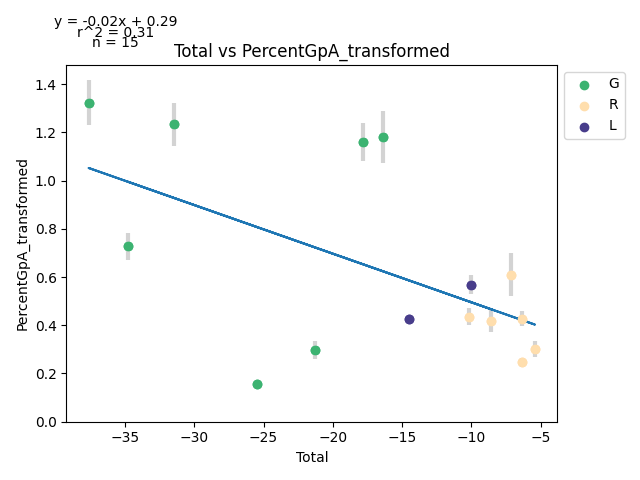 y = -0.02x + 0.29
r^2 = 0.31
n = 15
Total vs PercentGpA_transformed
G
R
L
PercentGpA_transformed
1.4
1.2
1.0
0.8
0.6
0.4
0.2
0.0
−35
−30
−25
−20
−15
−10
−5
Total